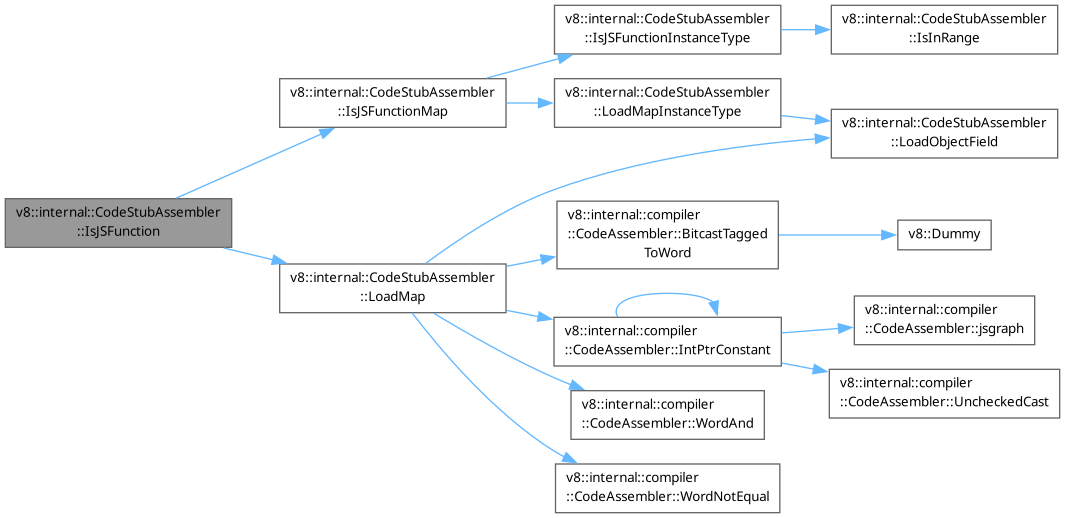 v8::internal::CodeStubAssembler
::IsJSFunction
v8::internal::CodeStubAssembler
::IsJSFunctionMap
v8::internal::CodeStubAssembler
::LoadMap
v8::internal::CodeStubAssembler
::IsJSFunctionInstanceType
v8::internal::CodeStubAssembler
::LoadMapInstanceType
v8::internal::compiler
::CodeAssembler::BitcastTagged
ToWord
v8::internal::compiler
::CodeAssembler::IntPtrConstant
v8::internal::compiler
::CodeAssembler::WordAnd
v8::internal::compiler
::CodeAssembler::WordNotEqual
v8::internal::CodeStubAssembler
::IsInRange
v8::internal::CodeStubAssembler
::LoadObjectField
v8::Dummy
v8::internal::compiler
::CodeAssembler::jsgraph
v8::internal::compiler
::CodeAssembler::UncheckedCast